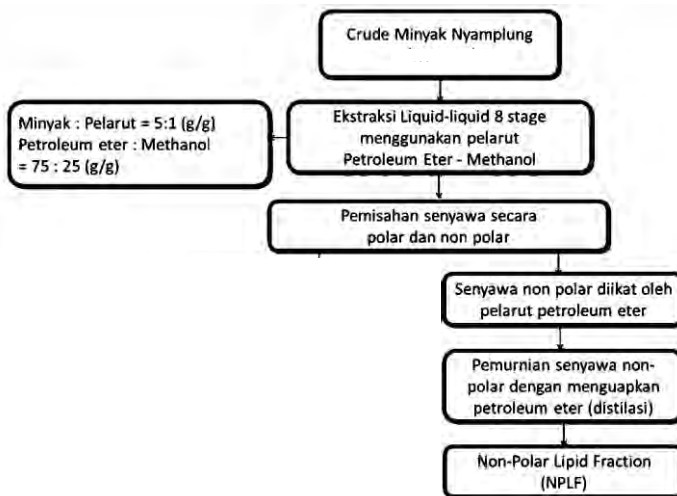 Crude Minyak Nyamplung
Minyak : Pelarut = 5:1 (g/g)
Petroleum eter : Methanol
= 75 : 25 (g/g)
Ekstraksi Liquid-liquid 8 stage
menggunakan pelarut
Petroleum Eter - Methanol
Pemisahan senyawa secara
polar dan non polar
Senyawa non polar diikat oleh
pelarut petroleum eter
Pemurnian senyawa non-
polar dengan menguapkan
petroleum eter (distilasi)
Non-Polar Lipid Fraction
(NPLF)